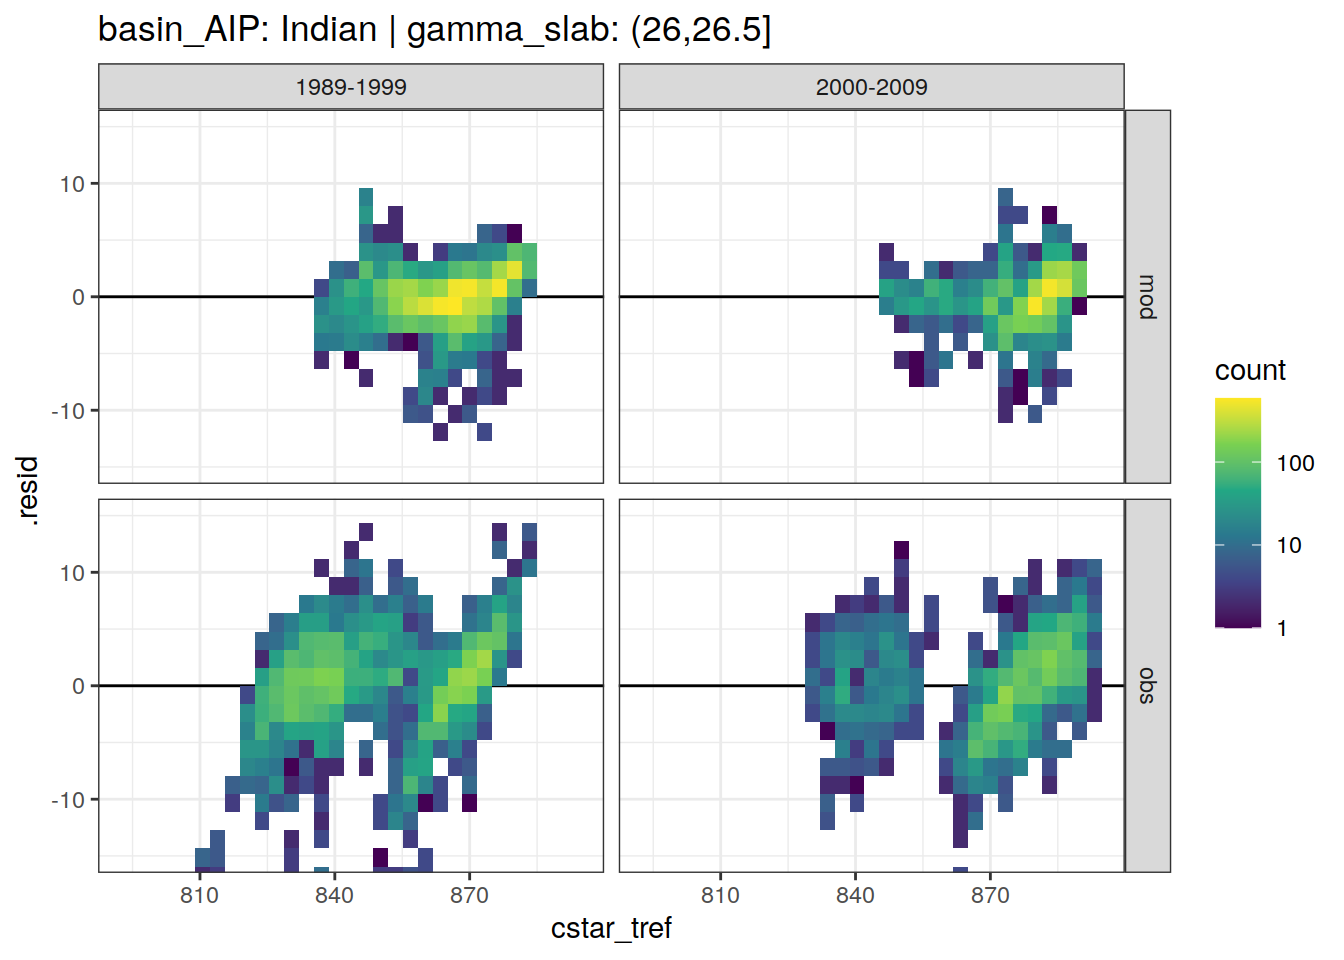 basin_AIP: Indian | gamma_slab: (26,26.5]
1989-1999
2000-2009
10
0
-10
mod
10
0
-10
obs
.resid
810
840
870
810
840
870
cstar_tref
count
100
10
1